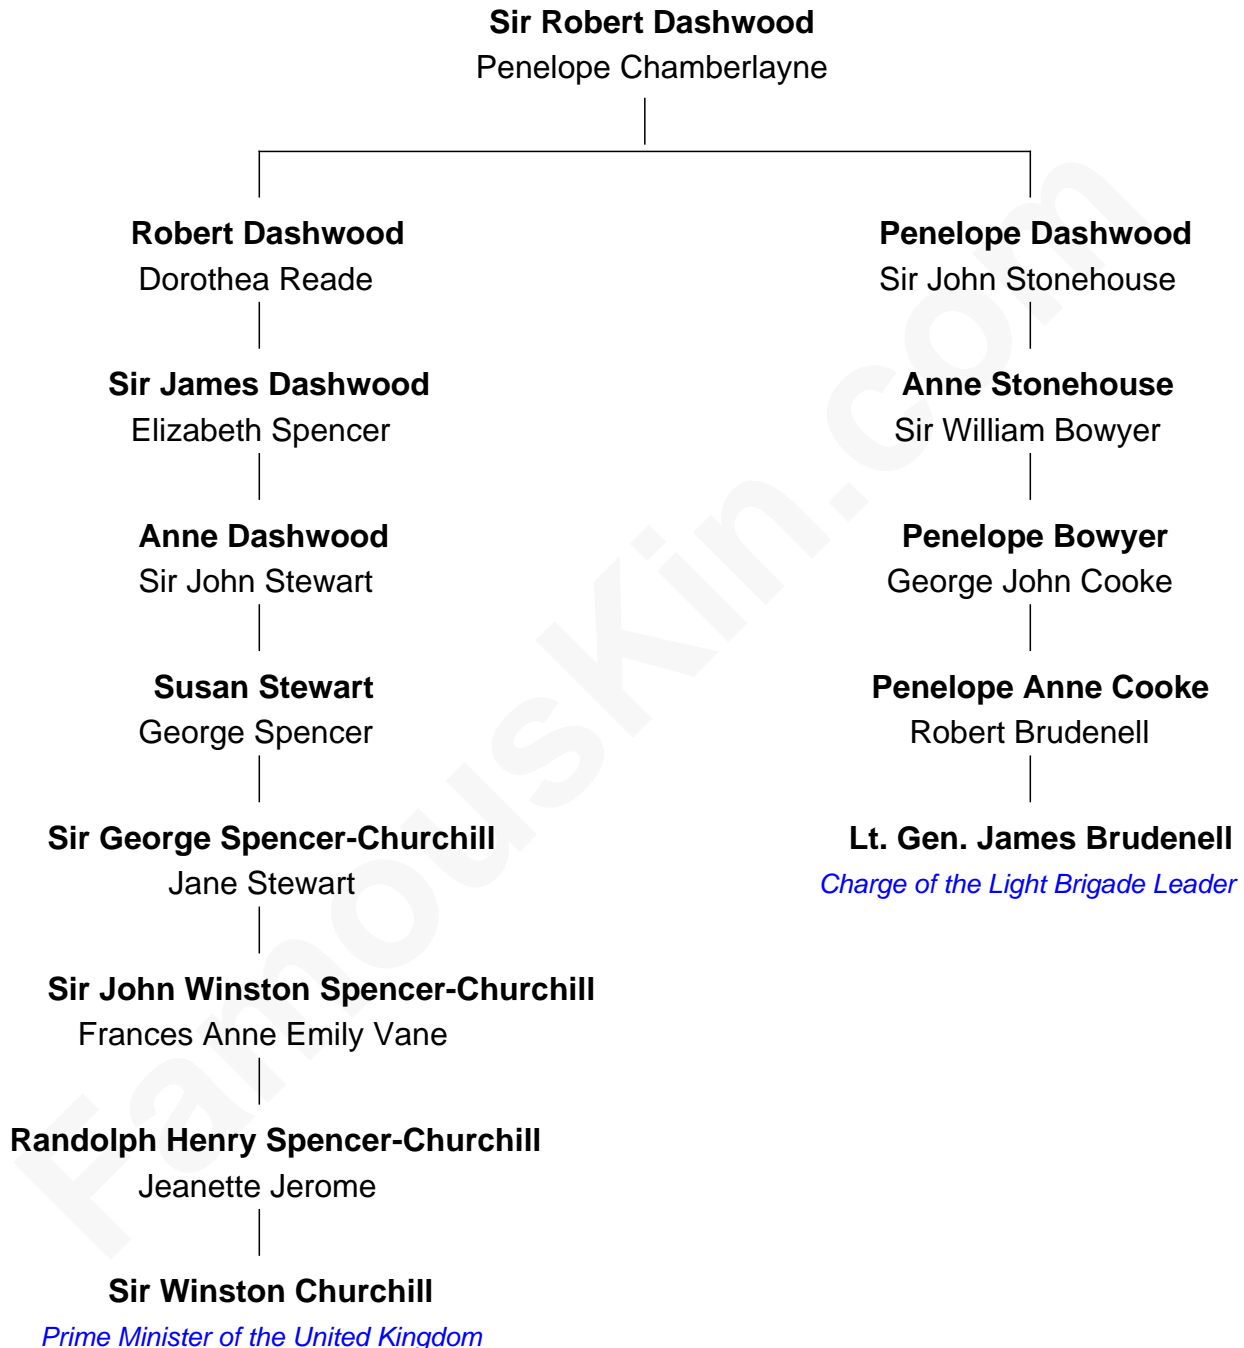 Sir Robert Dashwood
Penelope Chamberlayne
Robert Dashwood
Dorothea Reade
Sir James Dashwood
Elizabeth Spencer
Anne Dashwood
Sir John Stewart
Susan Stewart
George Spencer
Sir George Spencer-Churchill
Jane Stewart
Sir John Winston Spencer-Churchill
Frances Anne Emily Vane
Randolph Henry Spencer-Churchill
Jeanette Jerome
Sir Winston Churchill
Prime Minister of the United Kingdom
Penelope Dashwood
Sir John Stonehouse
Anne Stonehouse
Sir William Bowyer
Penelope Bowyer
George John Cooke
Penelope Anne Cooke
Robert Brudenell
Lt. Gen. James Brudenell
Charge of the Light Brigade Leader
FamousKin.com